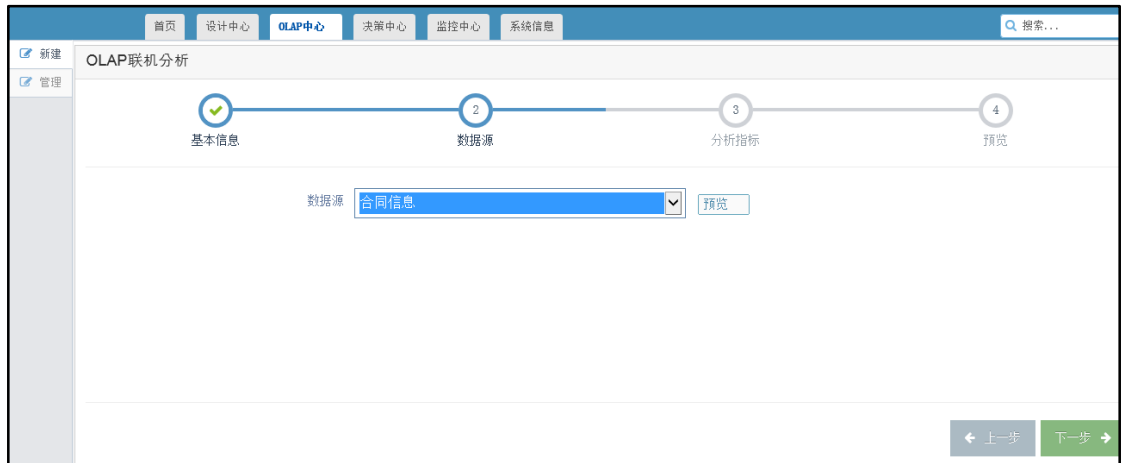 首页 设计中心 OLAP中心 决策中心 监控中心 系统信息 搜索...
新建
管理
OLAP联机分析
2 3 4
基本信息 数据源 分析指标 预览
数据源 合同信息 预览
上一步 下一步